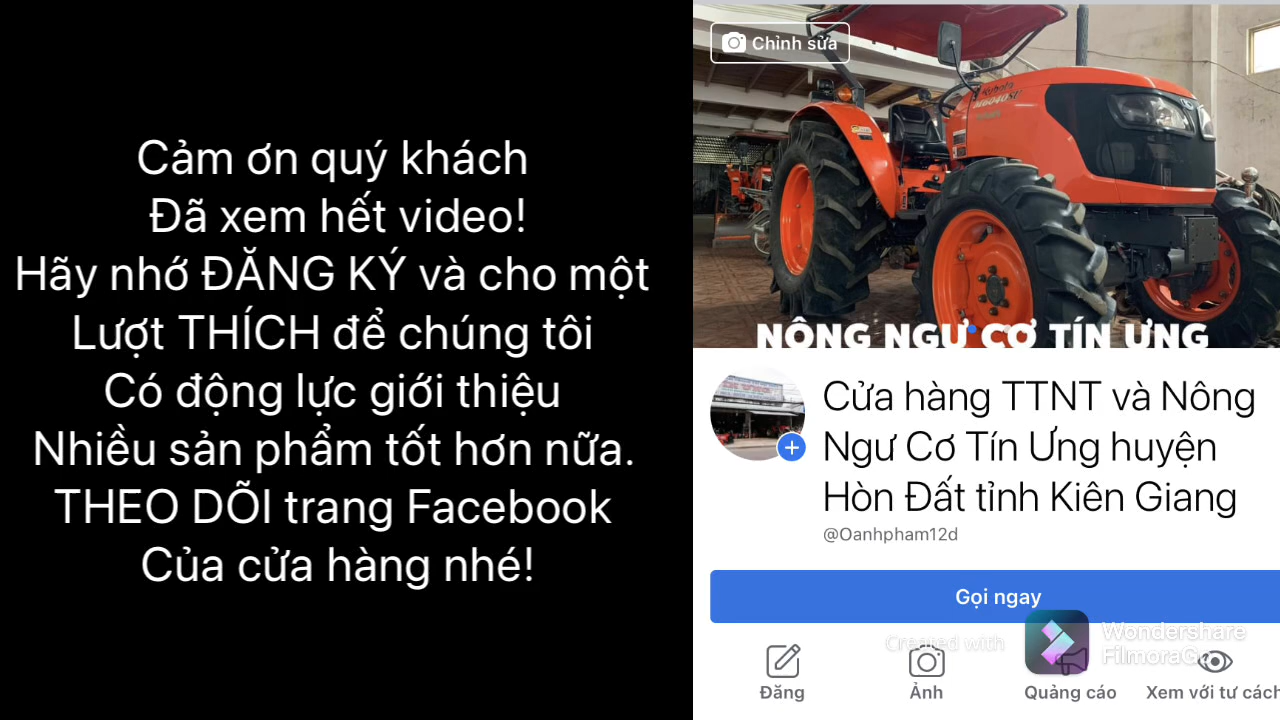 Cảm ơn quý khách
Đã xem hết video!
Hãy nhớ ĐĂNG KÝ và cho một
Lượt THÍCH để chúng tôi
Có động lực giới thiệu
Nhiều sản phẩm tốt hơn nữa.
THEO DÕI trang Facebook
Của cửa hàng nhé!
Chỉnh sửa
Kubota
NÔNG NGƯ CƠ TÍN ƯNG
Cửa hàng TTNT và Nông
Ngư Cơ Tín Ưng huyện
Hòn Đất tỉnh Kiên Giang
@Oanhpham12d
Gọi ngay
Created with
Wondershare
FilmoraGo
Đăng
Ảnh
Quảng cáo
Xem với tư cách